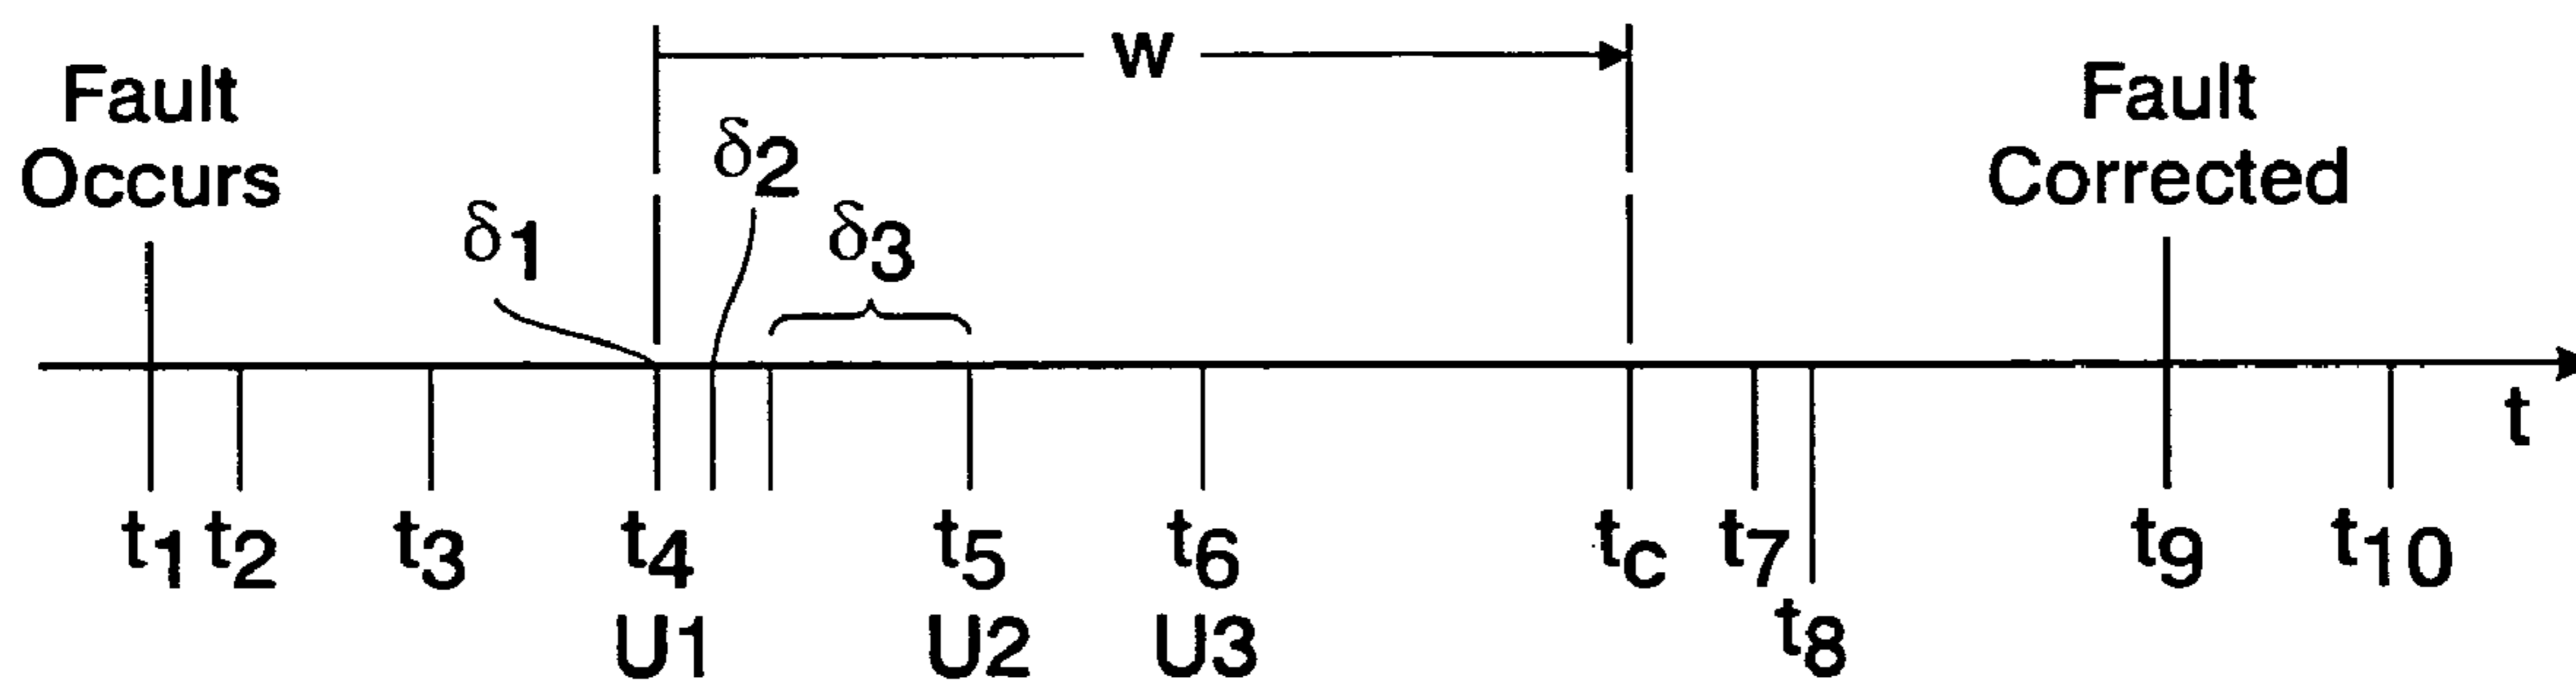 W
Fault
Occurs
Fault
Corrected
δ2
δ1
δ3
t
t1 t2 t3 t4 t5 t6 tc t7 t9 t10
t8
U1 U2 U3